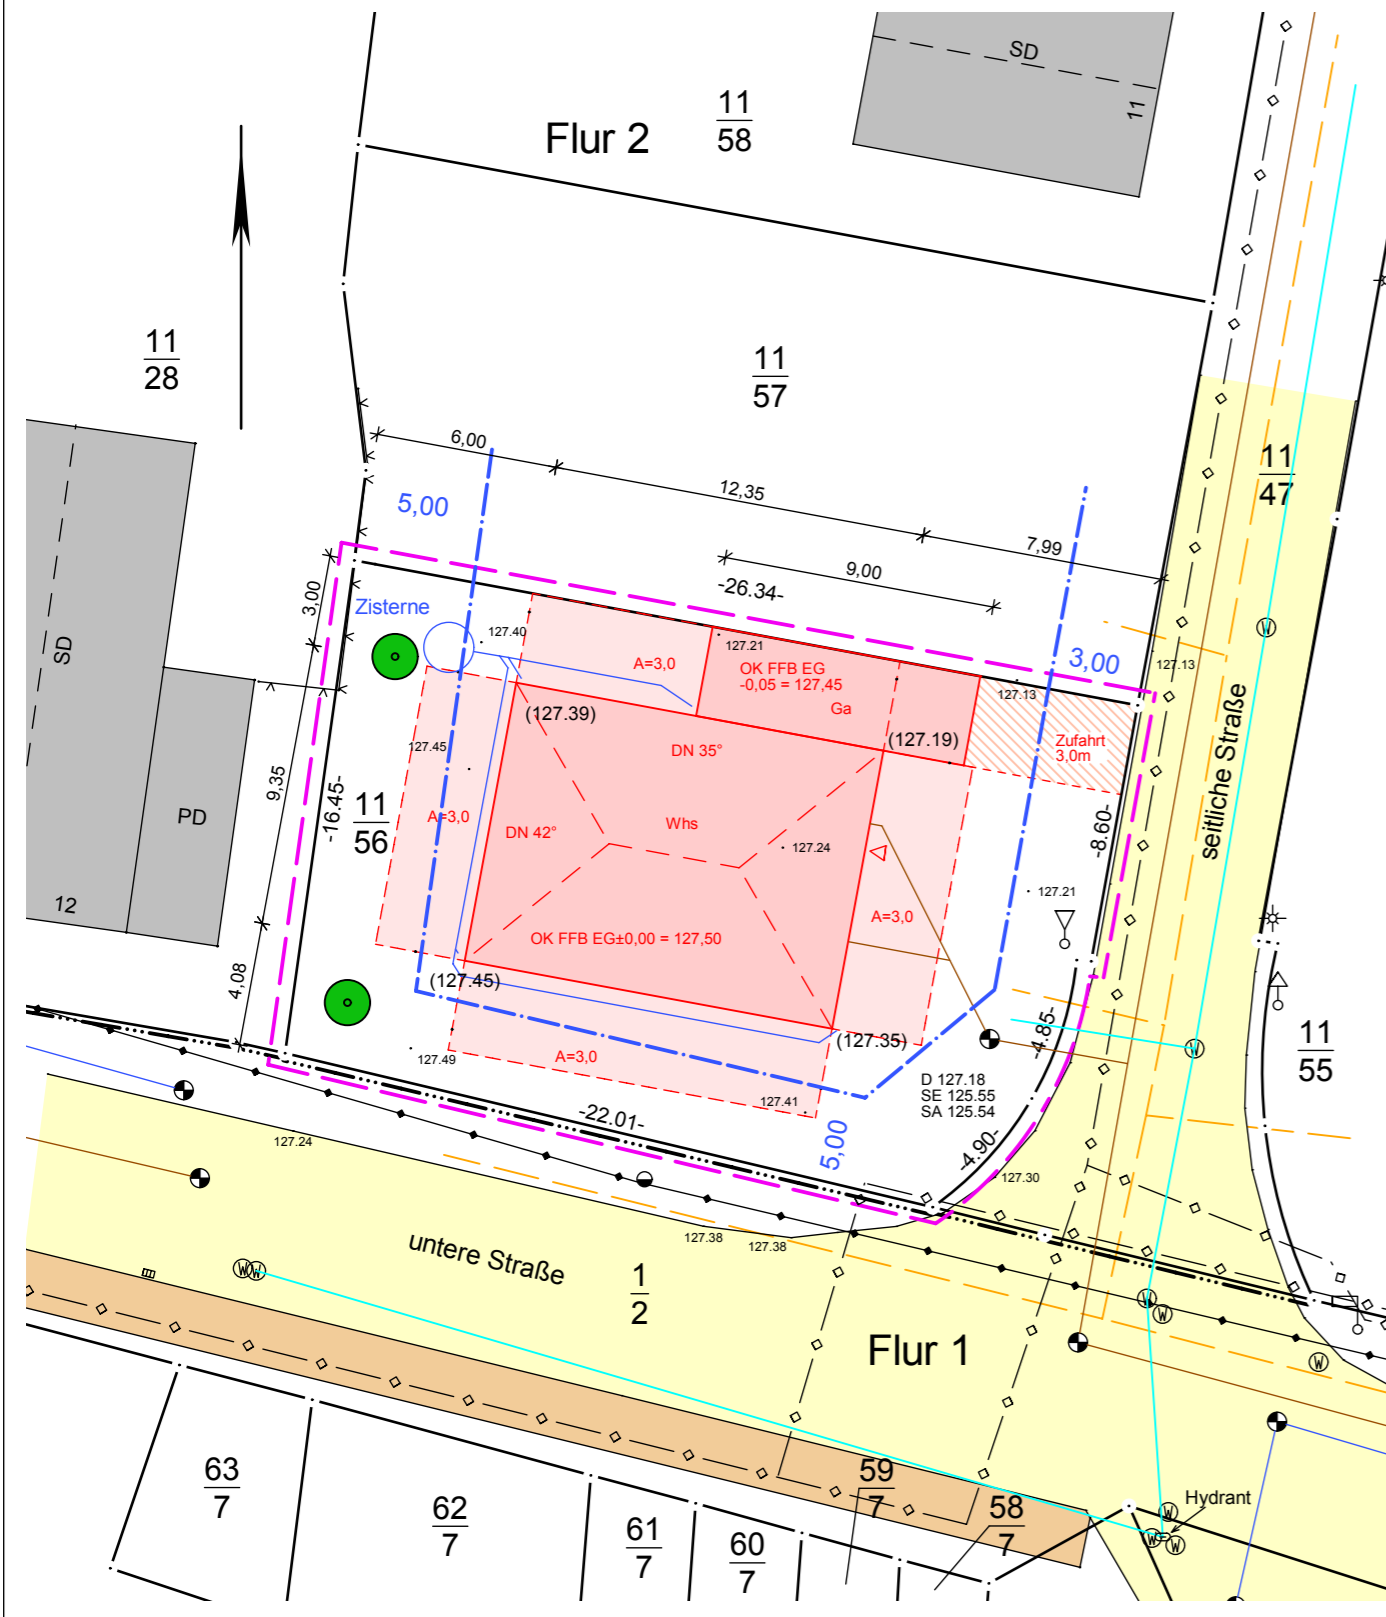 SD
11
11
58
Flur 2
11
28
11
57
6,00
12,35
7,99
9,00
-26.34-
5,00
11
47
3,00
Zisterne
127.40
127.21
A=3,0
OK FFB EG
-0,05 = 127,45
Ga
3,00
127.13
127.13
SD
(127.39)
(127.19)
Zufahrt
3,0m
seitliche Straße
127.45
DN 35°
9,35
-16.45-
11
56
A=3,0
DN 42°
Whs
127.24
-8.60-
PD
12
127.21
A=3,0
OK FFB EG±0,00 = 127,50
4,08
(127.45)
(127.35)
-4.85-
11
55
127.49
A=3,0
127.41
D 127.18
SE 125.55
SA 125.54
-22.01-
5,00
-4.90-
127.24
127.30
127.38
127.38
untere Straße
1
2
W
W
W
W
W
W
W
Flur 1
63
7
62
7
61
7
60
7
59
7
58
7
Hydrant
W
W
W